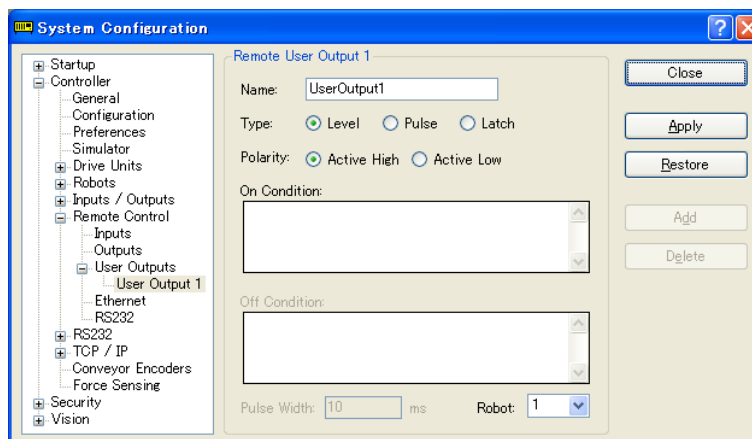 System Configuration
Startup
Controller
General
Configuration
Preferences
Simulator
Drive Units
Robots
Inputs / Outputs
Remote Control
Inputs
Outputs
User Outputs
User Output 1
Ethernet
RS232
RS232
TCP / IP
Conveyor Encoders
Force Sensing
Security
Vision
Remote User Output 1
Name: UserOutput1
Type: Level Pulse Latch
Polarity: Active High Active Low
On Condition:
Off Condition:
Pulse Width: 10 ms Robot: 1
Close
Apply
Restore
Add
Delete